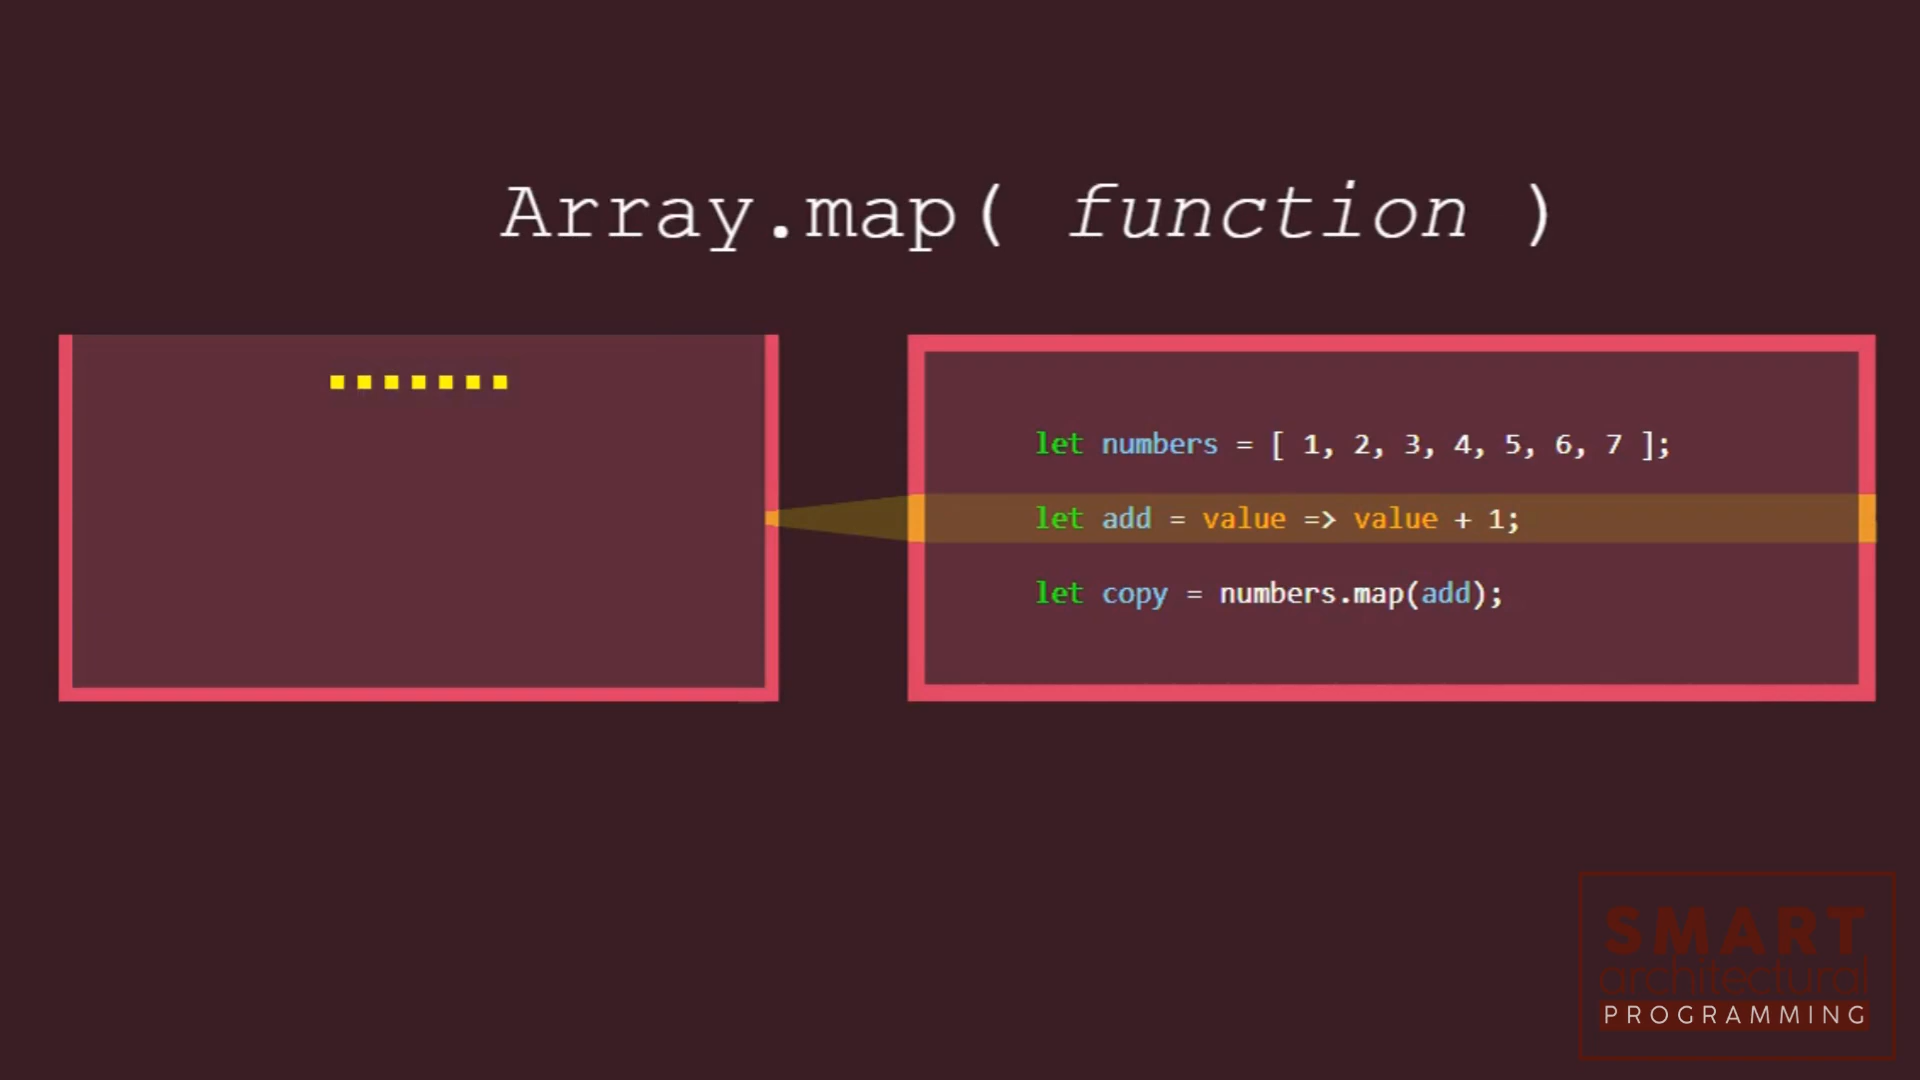 Array.map( function )
let numbers = [ 1, 2, 3, 4, 5, 6, 7 ];
let add = value => value + 1;
let copy = numbers.map(add);
SMART
architectural
PROGRAMMING